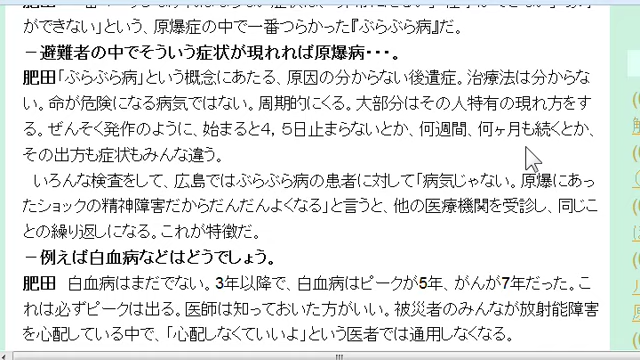 ができない」という、原爆症の中で一番つらかった『ぶらぶら病』だ。
－避難者の中でそういう症状が現れれば原爆病・・・。
肥田「ぶらぶら病」という概念にあたる、原因の分からない後遺症。治療法は分からな
い。命が危険になる病気ではない。周期的にくる。大部分はその人特有の現れ方をす
る。ぜんそく発作のように、始まると4，5日止まらないとか、何週間、何ヶ月も続くとか、
その出方も症状もみんな違う。
いろんな検査をして、広島ではぶらぶら病の患者に対して「病気じゃない。原爆にあっ
たショックの精神障害だからだんだんよくなる」と言うと、他の医療機関を受診し、同じこ
との繰り返しになる。これが特徴だ。
－例えば白血病などはどうでしょう。
肥田　白血病はまだでない。3年以降で、白血病はピークが5年、がんが7年だった。こ
れは必ずピークは出る。医師は知っておいた方がいい。被災者のみんなが放射能障害
を心配している中で、「心配しなくていいよ」という医者では通用しなくなる。